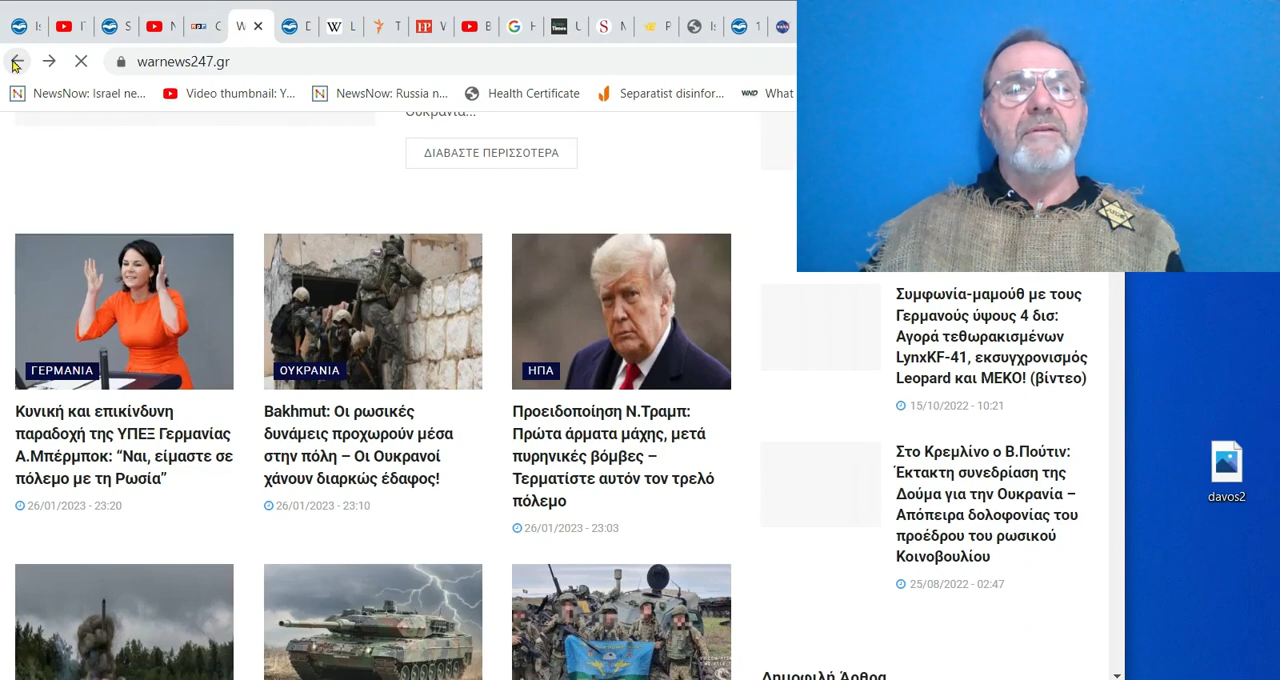 warnews247.gr
NewsNow: Israel ne...
Video thumbnail: Y...
NewsNow: Russia n...
Health Certificate
Separatist disinfor...
WND What
ΔΙΑΒΑΣΤΕ ΠΕΡΙΣΣΟΤΕΡΑ
ΓΕΡΜΑΝΙΑ
Κυνική και επικίνδυνη
παραδοχή της ΥΠΕΞ Γερμανίας
Α.Μπέρμποκ: “Ναι, είμαστε σε
πόλεμο με τη Ρωσία”
26/01/2023 - 23:20
ΟΥΚΡΑΝΙΑ
Bakhmut: Οι ρωσικές
δυνάμεις προχωρούν μέσα
στην πόλη – Οι Ουκρανοί
χάνουν διαρκώς έδαφος!
26/01/2023 - 23:10
ΗΠΑ
Προειδοποίηση Ν.Τραμπ:
Πρώτα άρματα μάχης, μετά
πυρηνικές βόμβες –
Τερματίστε αυτόν τον τρελό
πόλεμο
26/01/2023 - 23:03
Συμφωνία-μαμούθ με τους
Γερμανούς ύψους 4 δισ:
Αγορά τεθωρακισμένων
LynxKF-41, εκσυγχρονισμός
Leopard και MEKO! (βίντεο)
15/10/2022 - 10:21
Στο Κρεμλίνο ο Β.Πούτιν:
Έκτακτη συνεδρίαση της
Δούμα για την Ουκρανία –
Απόπειρα δολοφονίας του
προέδρου του ρωσικού
Κοινοβουλίου
25/08/2022 - 02:47
Δημοφιλή Άρθρα
davos2